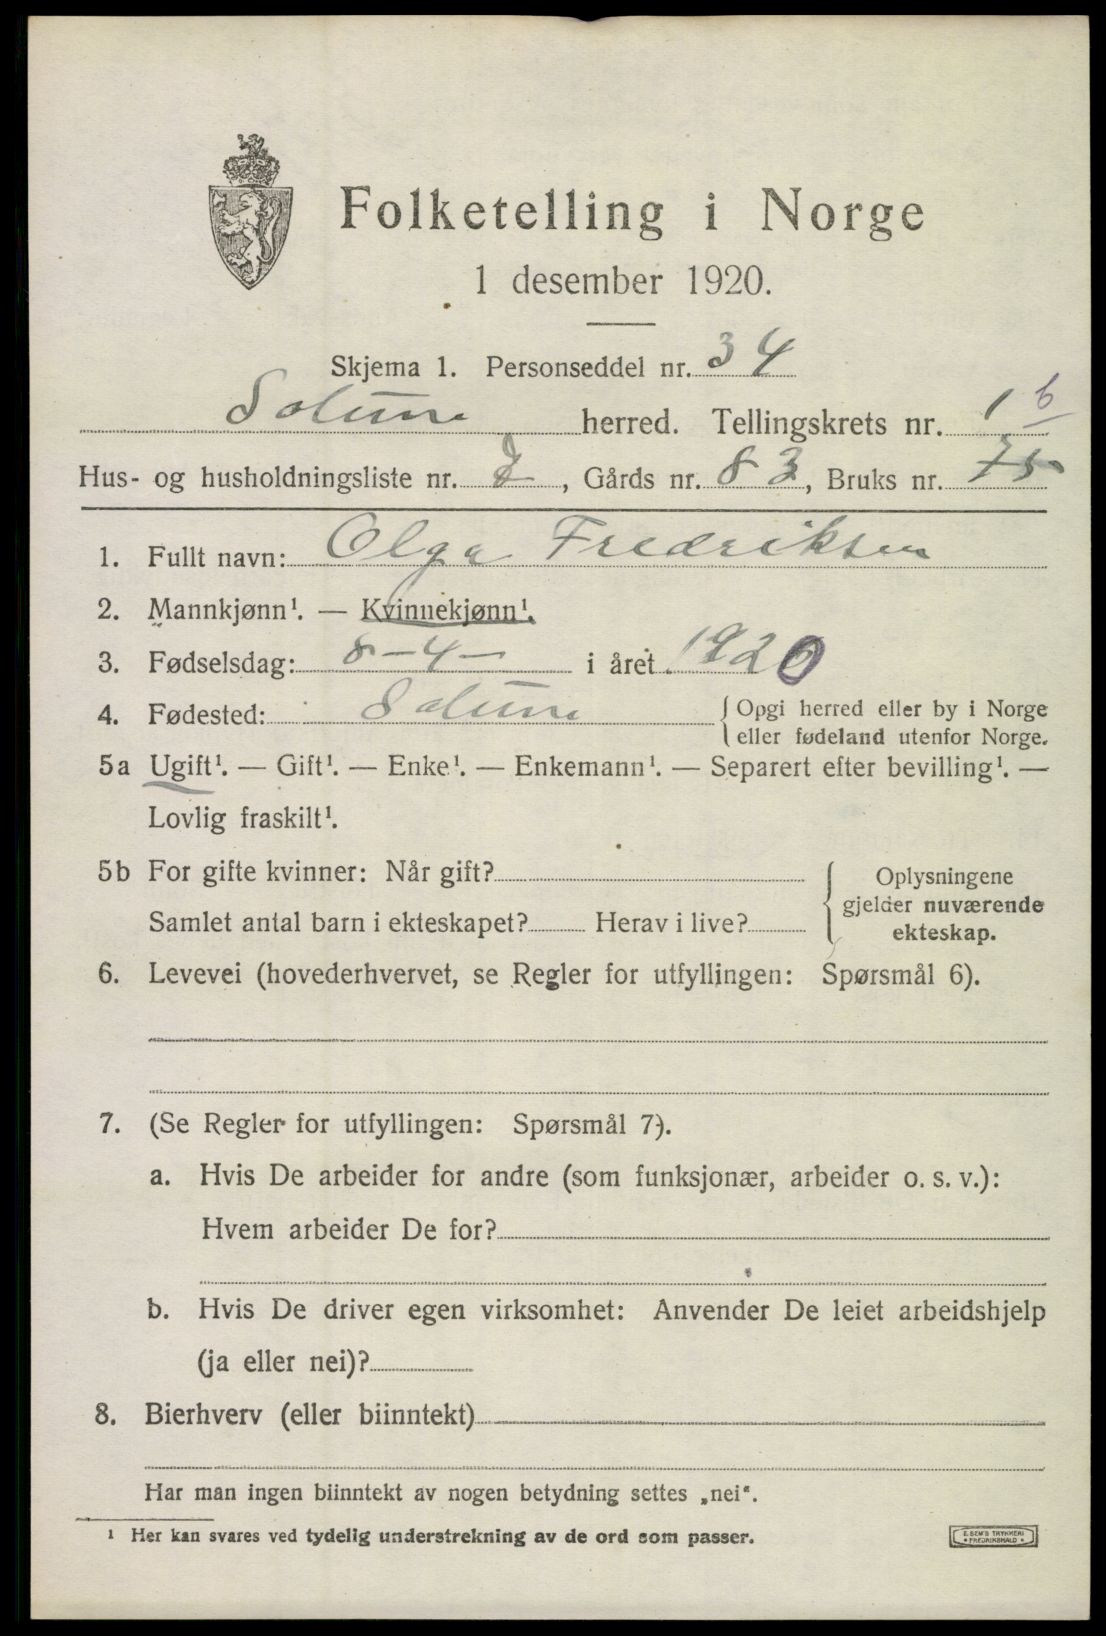 Folketelling i Norge
1 desember 1920.
Skjema 1. Personseddel nr. 34
Solum herred. Tellingskrets nr. 1 b
Hus- og husholdningsliste nr. 2, Gårds nr. 83, Bruks nr. 75
1. Fullt navn: Olga Fredriksen
2. Mannkjønn¹. — Kvinnekjønn¹.
3. Fødselsdag: 8-4- i året 1920
4. Fødested: Solum {Opgi herred eller by i Norge
eller fødeland utenfor Norge.
5a Ugift¹. — Gift¹. — Enke¹. — Enkemann¹. — Separert efter bevilling¹. —
Lovlig fraskilt¹.
5b For gifte kvinner: Når gift? { Oplysningene
gjelder nuværende
Samlet antal barn i ekteskapet? Herav i live? ekteskap.
6. Levevei (hovederhvervet, se Regler for utfyllingen: Spørsmål 6).
7. (Se Regler for utfyllingen: Spørsmål 7).
a. Hvis De arbeider for andre (som funksjonær, arbeider o. s. v.):
Hvem arbeider De for?
b. Hvis De driver egen virksomhet: Anvender De leiet arbeidshjelp
(ja eller nei)?
8. Bierhverv (eller biinntekt)
Har man ingen biinntekt av nogen betydning settes „nei“.
¹ Her kan svares ved tydelig understrekning av de ord som passer.
E. SEM'S TRYKKERI
FREDRIKSHALD